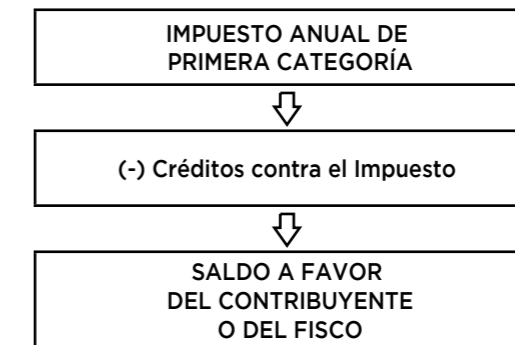 IMPUESTO ANUAL DE
PRIMERA CATEGORÍA
(-) Créditos contra el Impuesto
SALDO A FAVOR
DEL CONTRIBUYENTE
O DEL FISCO